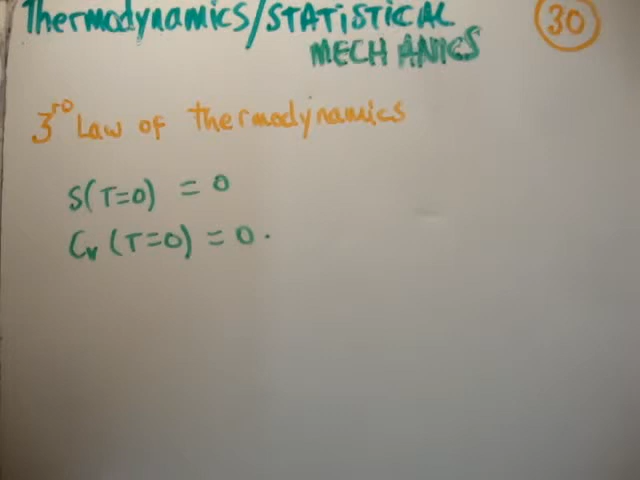 Thermodynamics/STATISTICAL
MECHANICS
30
3rd Law of thermodynamics
S(T=0) = 0
Cv (T=0) = 0.